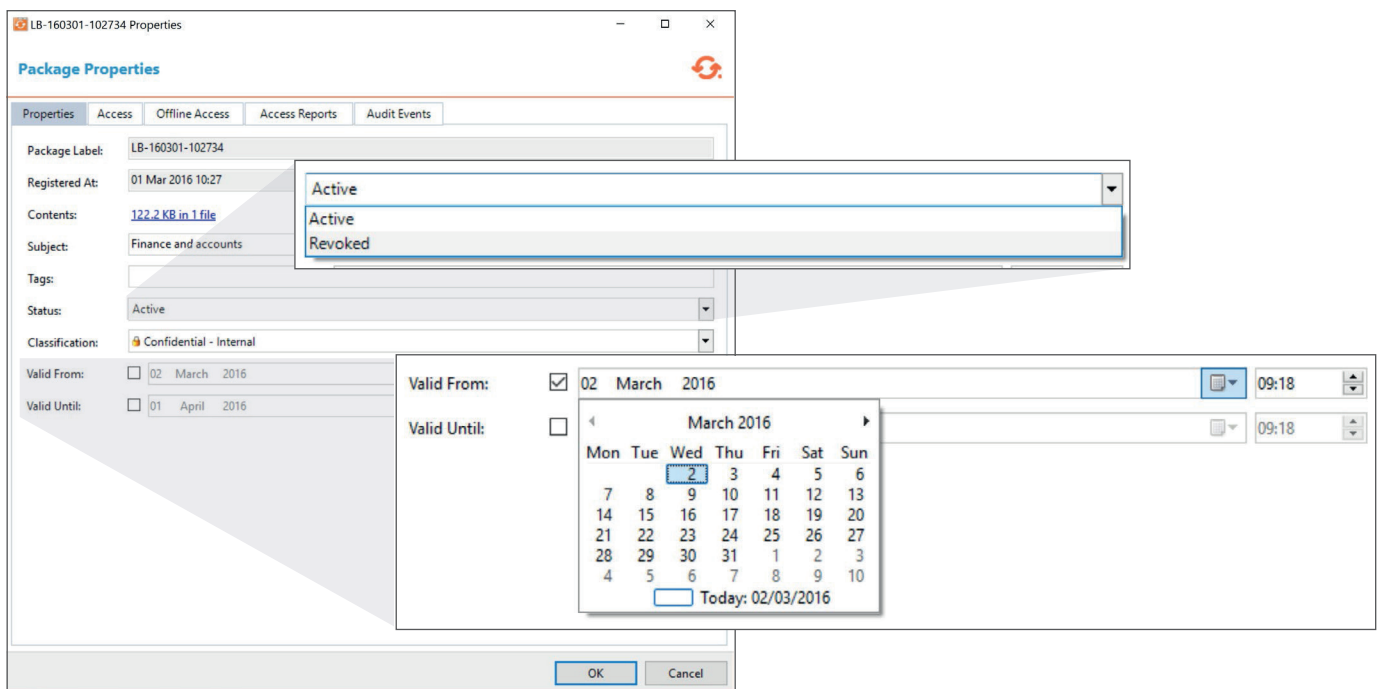 LB-160301-102734 Properties
Package Properties
Properties Access Offline Access Access Reports Audit Events
Package Label: LB-160301-102734
Registered At: 01 Mar 2016 10:27
Contents: 122.2 KB in 1 file
Subject: Finance and accounts
Tags:
Status: Active
Classification: Confidential - Internal
Valid From: 02 March 2016
Valid Until: 01 April 2016
Active
Active
Revoked
Valid From: 02 March 2016 09:18
Valid Until: 09:18
March 2016
Mon Tue Wed Thu Fri Sat Sun
2 3 4 5 6
7 8 9 10 11 12 13
14 15 16 17 18 19 20
21 22 23 24 25 26 27
28 29 30 31 1 2 3
4 5 6 7 8 9 10
Today: 02/03/2016
OK Cancel